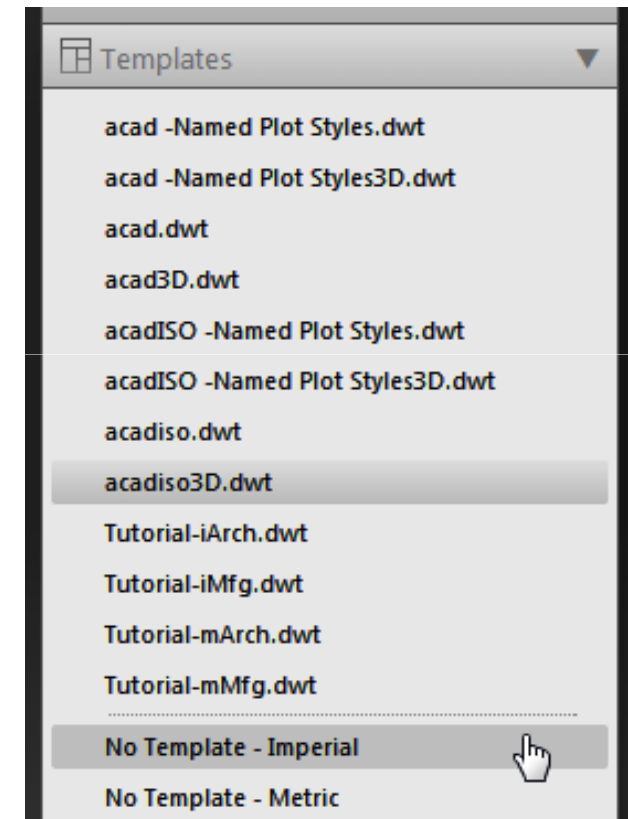 Templates
acad -Named Plot Styles.dwt
acad -Named Plot Styles3D.dwt
acad.dwt
acad3D.dwt
acadISO -Named Plot Styles.dwt
acadISO -Named Plot Styles3D.dwt
acadiso.dwt
acadiso3D.dwt
Tutorial-iArch.dwt
Tutorial-iMfg.dwt
Tutorial-mArch.dwt
Tutorial-mMfg.dwt
No Template - Imperial
No Template - Metric